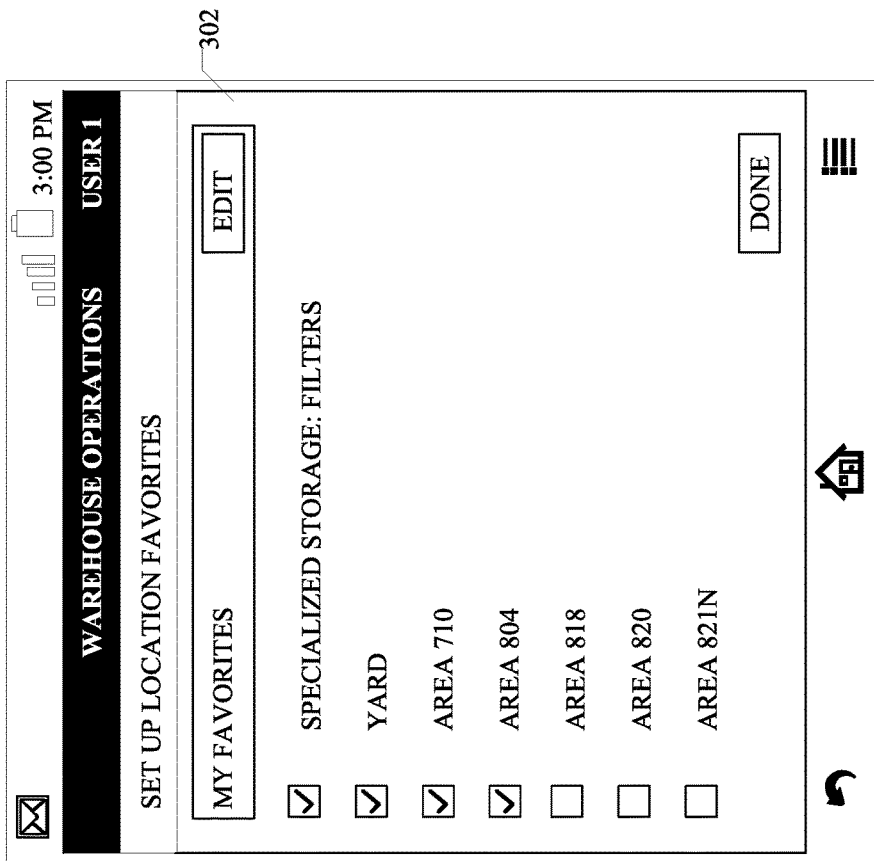 3:00 PM
WAREHOUSE OPERATIONS USER 1
SET UP LOCATION FAVORITES
302
MY FAVORITES EDIT
SPECIALIZED STORAGE: FILTERS
YARD
AREA 710
AREA 804
AREA 818
AREA 820
AREA 821N
DONE